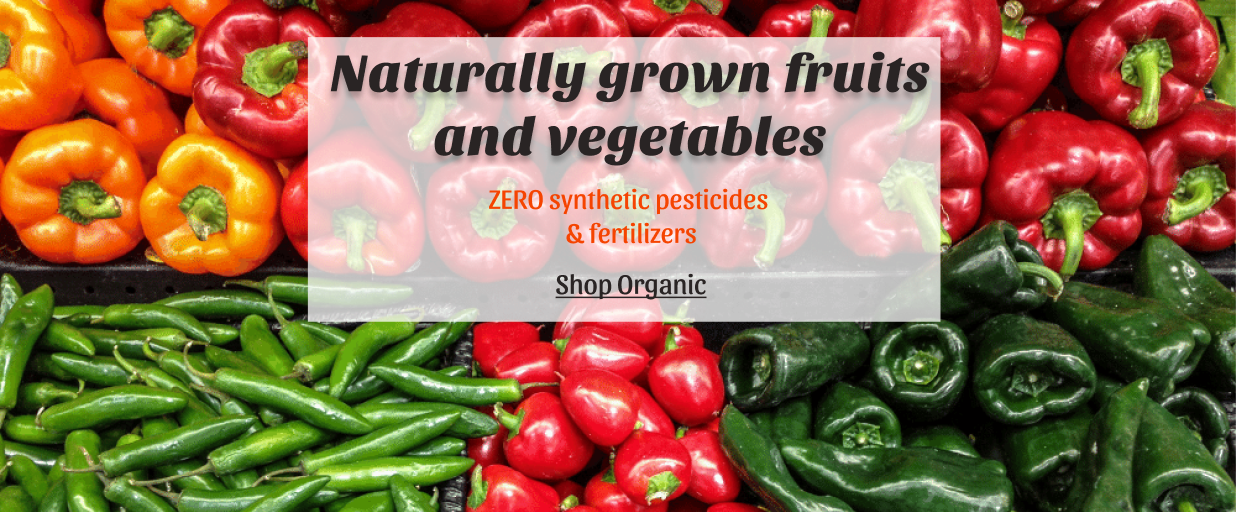 Naturally grown fruits
and vegetables
ZERO synthetic pesticides
& fertilizers
Shop Organic